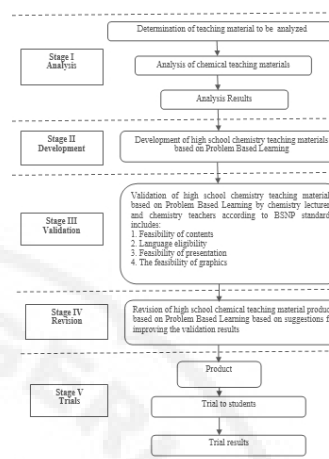 Determination of teaching material to be analyzed
Stage I
Analysis
Analysis of chemical teaching materials
Analysis Results
Stage II
Development
Development of high school chemistry teaching materials
based on Problem Based Learning
Stage III
Validation
Validation of high school chemistry teaching material
based on Problem Based Learning by chemistry lecturer
and chemistry teachers according to BSNP standard
includes:
1. Feasibility of contents
2. Language eligibility
3. Feasibility of presentation
4. The feasibility of graphics
Stage IV
Revision
Revision of high school chemical teaching material produc
based on Problem Based Learning based on suggestions f
improving the validation results
Stage V
Trials
Product
Trial to students
Trial results